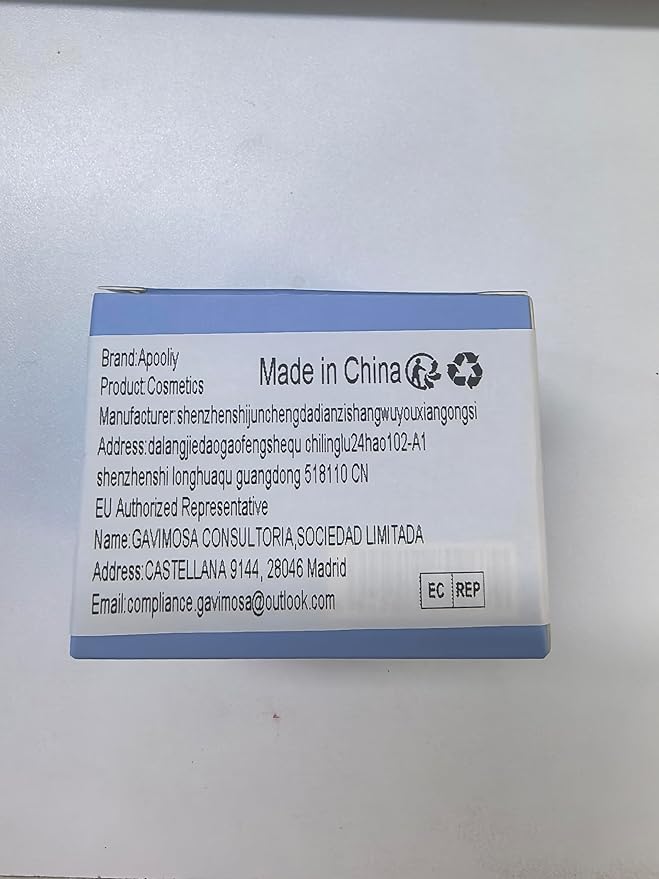 Brand:Apooliy
Made in China
Product:Cosmetics
Manufacturer:shenzhenshijunchengdadianzishangwuyouxiangongsi
Address:dalangjiedaogaofengshequ chilinglu24hao102-A1
shenzhenshi longhuaqu guangdong 518110 CN
EU Authorized Representative
Name:GAVIMOSA CONSULTORIA,SOCIEDAD LIMITADA
Address:CASTELLANA 9144, 28046 Madrid
Email:compliance.gavimosa@outlook.com
EC REP